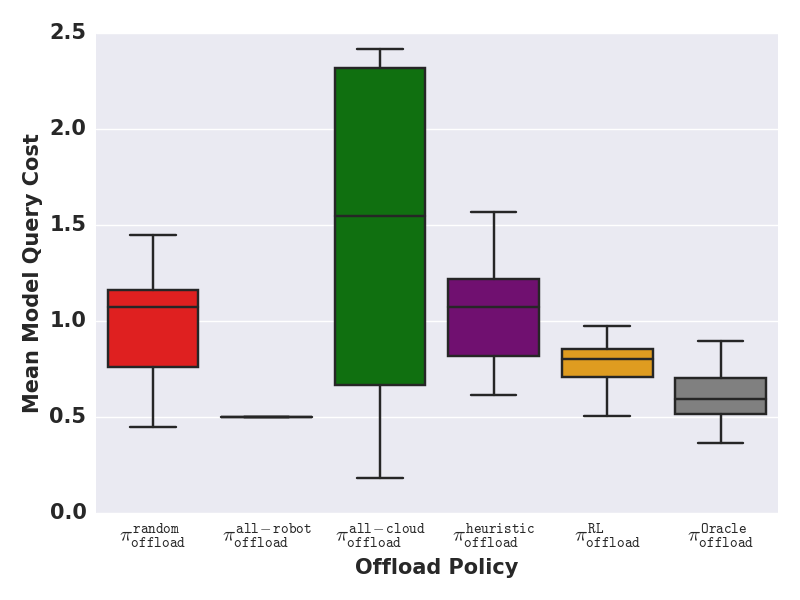 2.5
2.0
1.5
1.0
0.5
0.0
Mean Model Query Cost
π^random_offload π^all−robot_offload π^all−cloud_offload π^heuristic_offload π^RL_offload π^Oracle_offload
Offload Policy